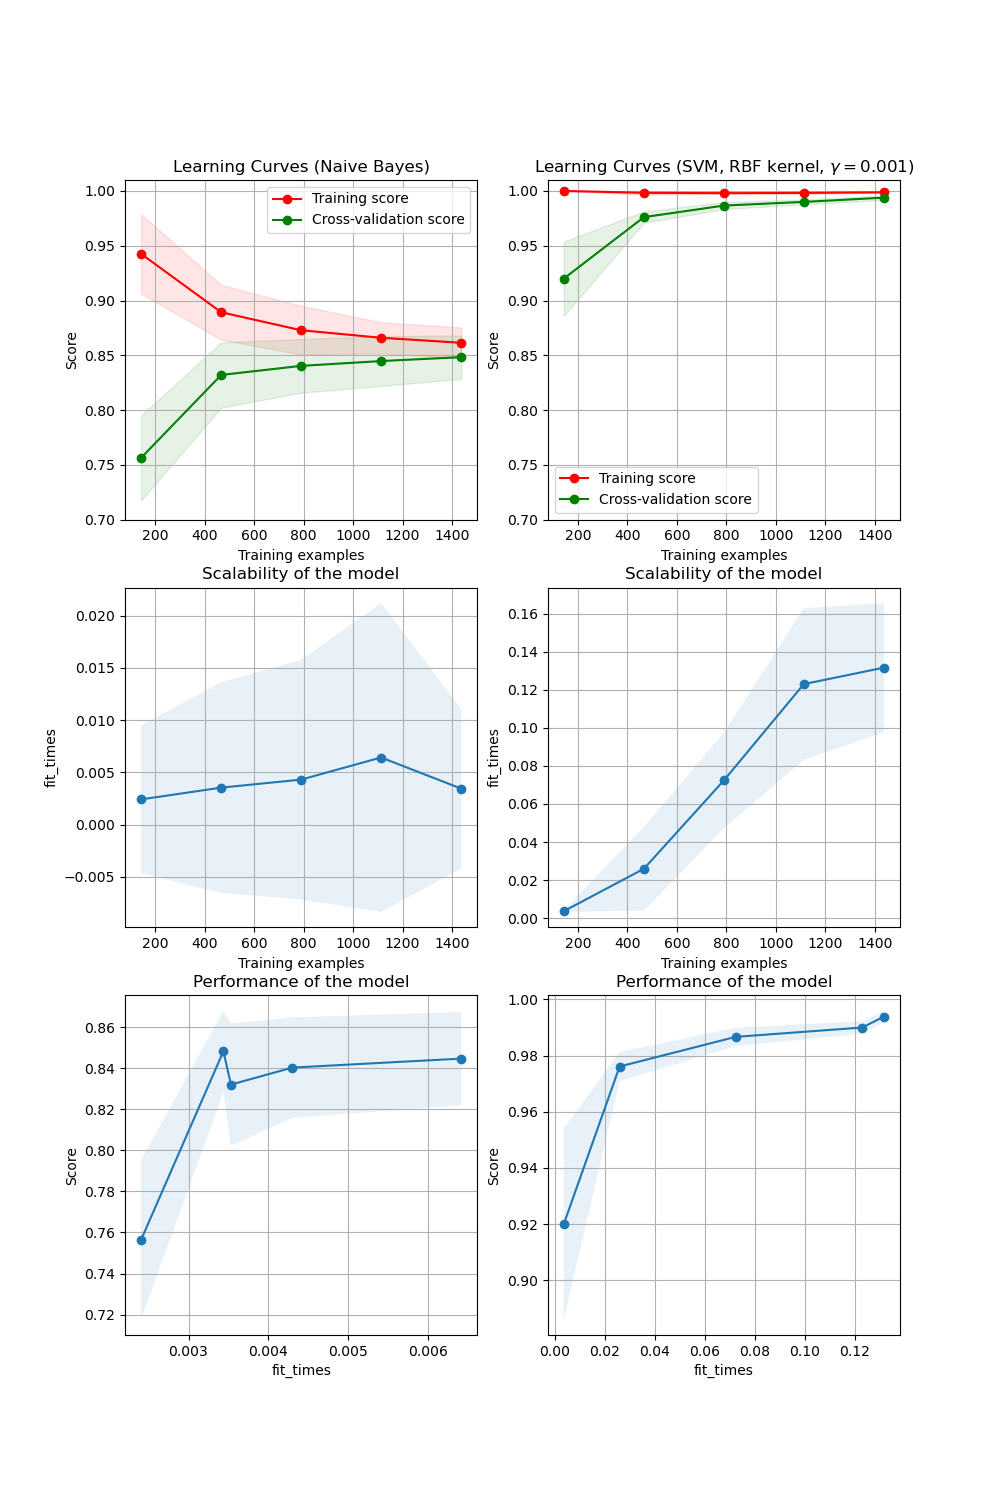 Learning Curves (Naive Bayes)
1.00
0.95
0.90
0.85
0.80
0.75
0.70
Score
Training score
Cross-validation score
200 400 600 800 1000 1200 1400
Training examples
Learning Curves (SVM, RBF kernel, γ = 0.001)
1.00
0.95
0.90
0.85
0.80
0.75
0.70
Score
Training score
Cross-validation score
200 400 600 800 1000 1200 1400
Training examples
Scalability of the model
0.020
0.015
0.010
0.005
0.000
−0.005
fit_times
200 400 600 800 1000 1200 1400
Training examples
Scalability of the model
0.16
0.14
0.12
0.10
0.08
0.06
0.04
0.02
0.00
fit_times
200 400 600 800 1000 1200 1400
Training examples
Performance of the model
0.86
0.84
0.82
0.80
0.78
0.76
0.74
0.72
Score
0.003 0.004 0.005 0.006
fit_times
Performance of the model
1.00
0.98
0.96
0.94
0.92
0.90
Score
0.00 0.02 0.04 0.06 0.08 0.10 0.12
fit_times